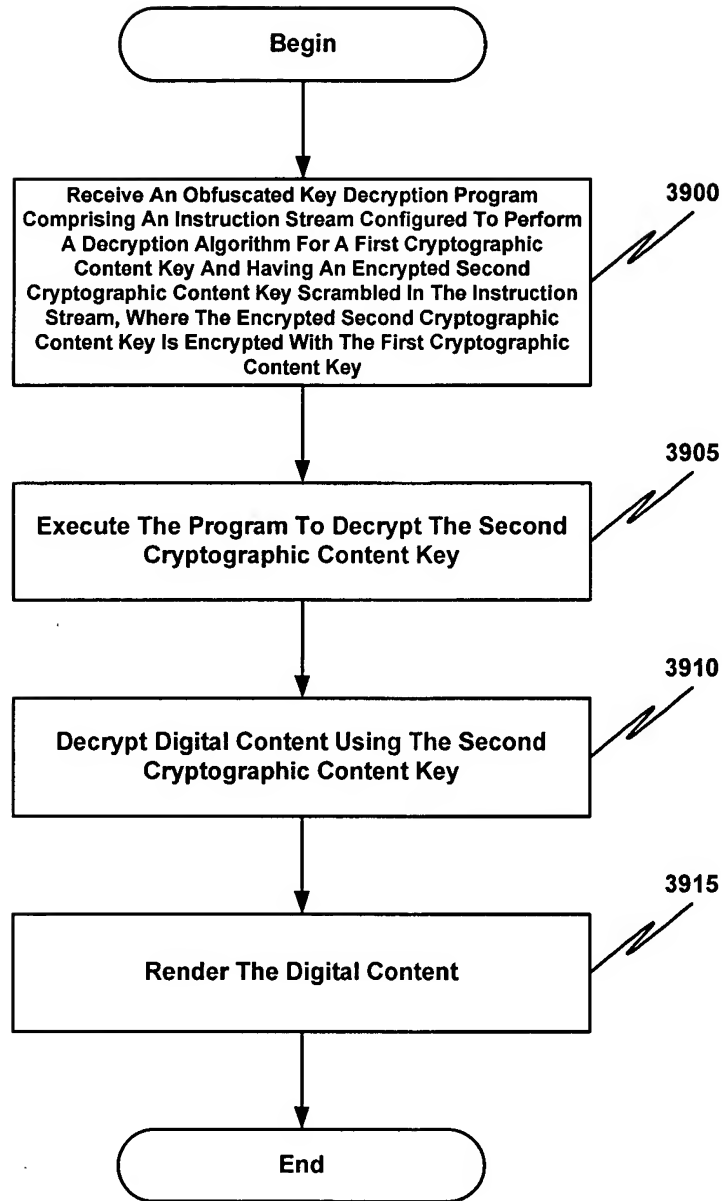 Begin
Receive An Obfuscated Key Decryption Program
Comprising An Instruction Stream Configured To Perform
A Decryption Algorithm For A First Cryptographic
Content Key And Having An Encrypted Second
Cryptographic Content Key Scrambled In The Instruction
Stream, Where The Encrypted Second Cryptographic
Content Key Is Encrypted With The First Cryptographic
Content Key
3900
3905
Execute The Program To Decrypt The Second
Cryptographic Content Key
3910
Decrypt Digital Content Using The Second
Cryptographic Content Key
3915
Render The Digital Content
End